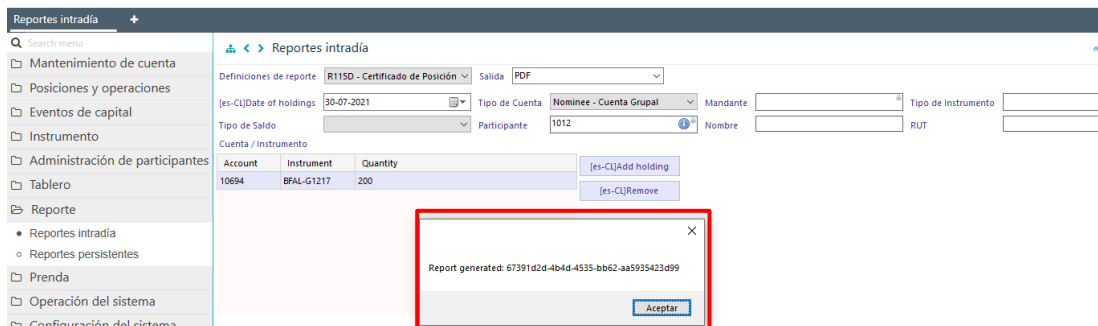 Reportes intradía +
Search menu
Mantenimiento de cuenta
Posiciones y operaciones
Eventos de capital
Instrumento
Administración de participantes
Tablero
Reporte
Reportes intradía
Reportes persistentes
Prenda
Operación del sistema
Configuración del sistema
Reportes intradía
Definiciones de reporte R115D - Certificado de Posición Salida PDF
[es-CL]Date of holdings 30-07-2021 Tipo de Cuenta Nominee - Cuenta Grupal Mandante Tipo de Instrumento
Tipo de Saldo Participante 1012 Nombre RUT
Cuenta / Instrumento
Account Instrument Quantity [es-CL]Add holding
10694 BFAL-G1217 200
[es-CL]Remove
Report generated: 67391d2d-4b4d-4535-bb62-aa5935423d99
Aceptar